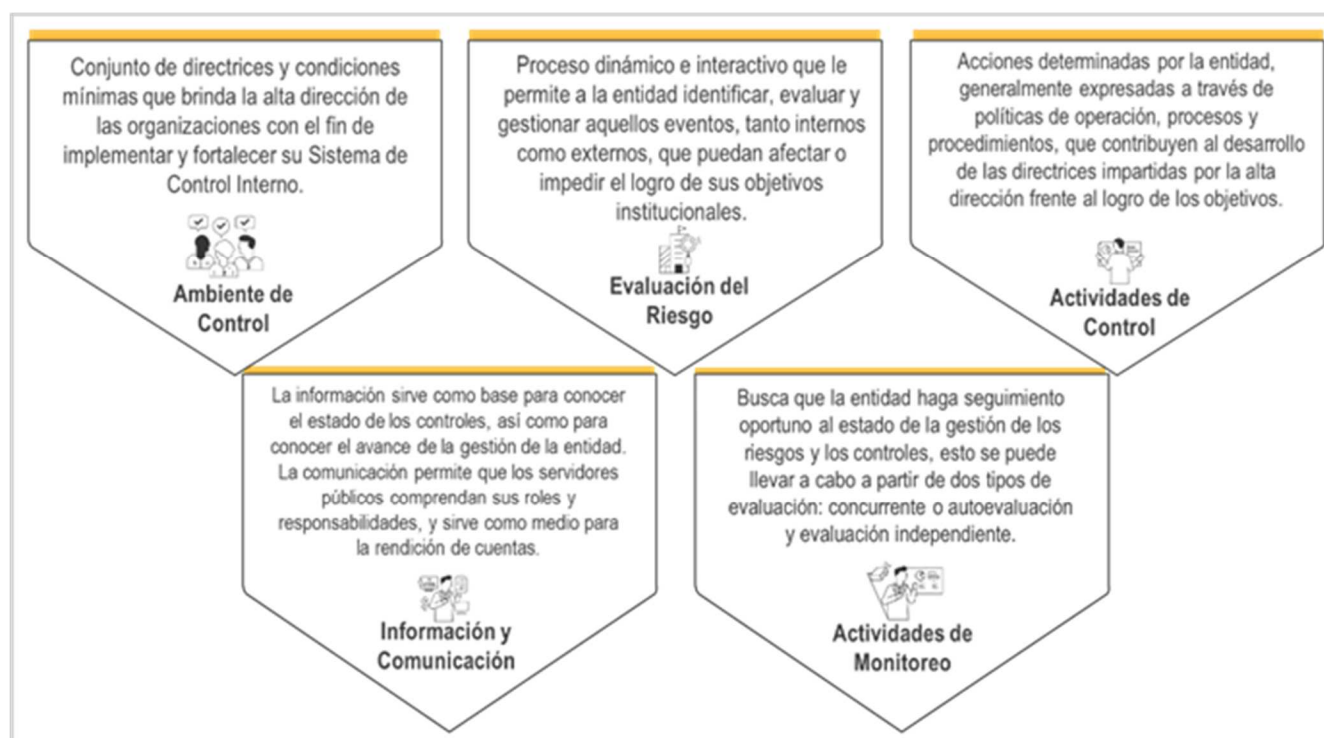 Conjunto de directrices y condiciones
mínimas que brinda la alta dirección de
las organizaciones con el fin de
implementar y fortalecer su Sistema de
Control Interno.
Ambiente de
Control
Proceso dinámico e interactivo que le
permite a la entidad identificar, evaluar y
gestionar aquellos eventos, tanto internos
como externos, que puedan afectar o
impedir el logro de sus objetivos
institucionales.
Evaluación del
Riesgo
Acciones determinadas por la entidad,
generalmente expresadas a través de
políticas de operación, procesos y
procedimientos, que contribuyen al desarrollo
de las directrices impartidas por la alta
dirección frente al logro de los objetivos.
Actividades de
Control
La información sirve como base para conocer
el estado de los controles, así como para
conocer el avance de la gestión de la entidad.
La comunicación permite que los servidores
públicos comprendan sus roles y
responsabilidades, y sirve como medio para
la rendición de cuentas.
Información y
Comunicación
Busca que la entidad haga seguimiento
oportuno al estado de la gestión de los
riesgos y los controles, esto se puede
llevar a cabo a partir de dos tipos de
evaluación: concurrente o autoevaluación
y evaluación independiente.
Actividades de
Monitoreo